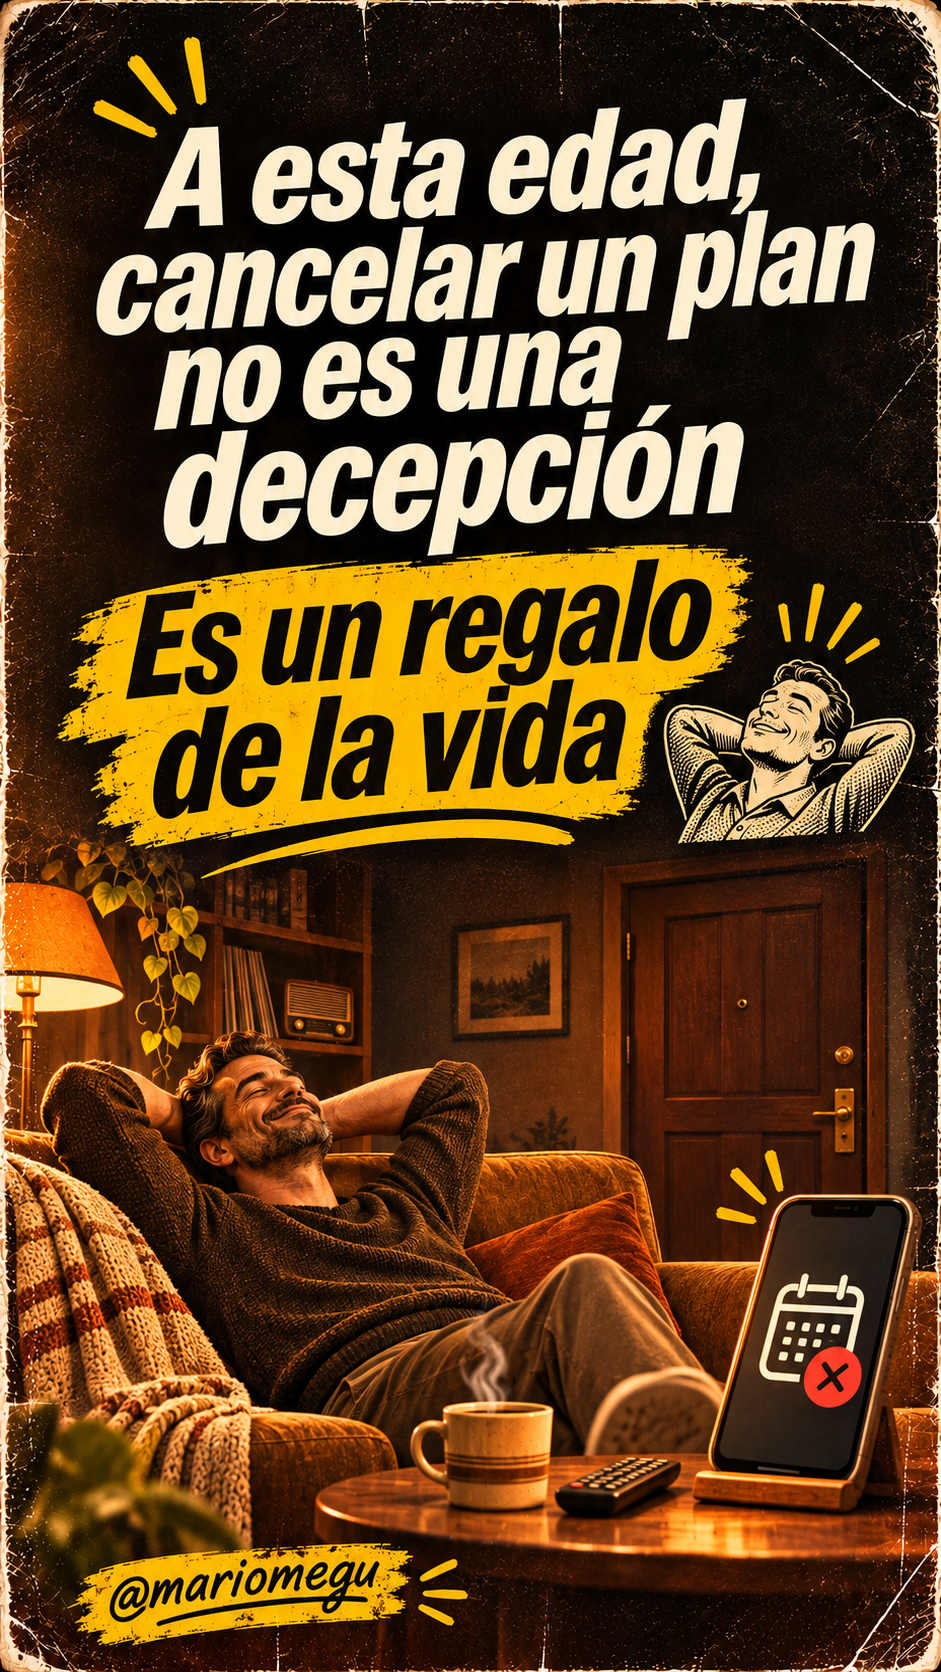 A esta edad,
cancelar un plan
no es una
decepción
Es un regalo
de la vida
@mariomegu